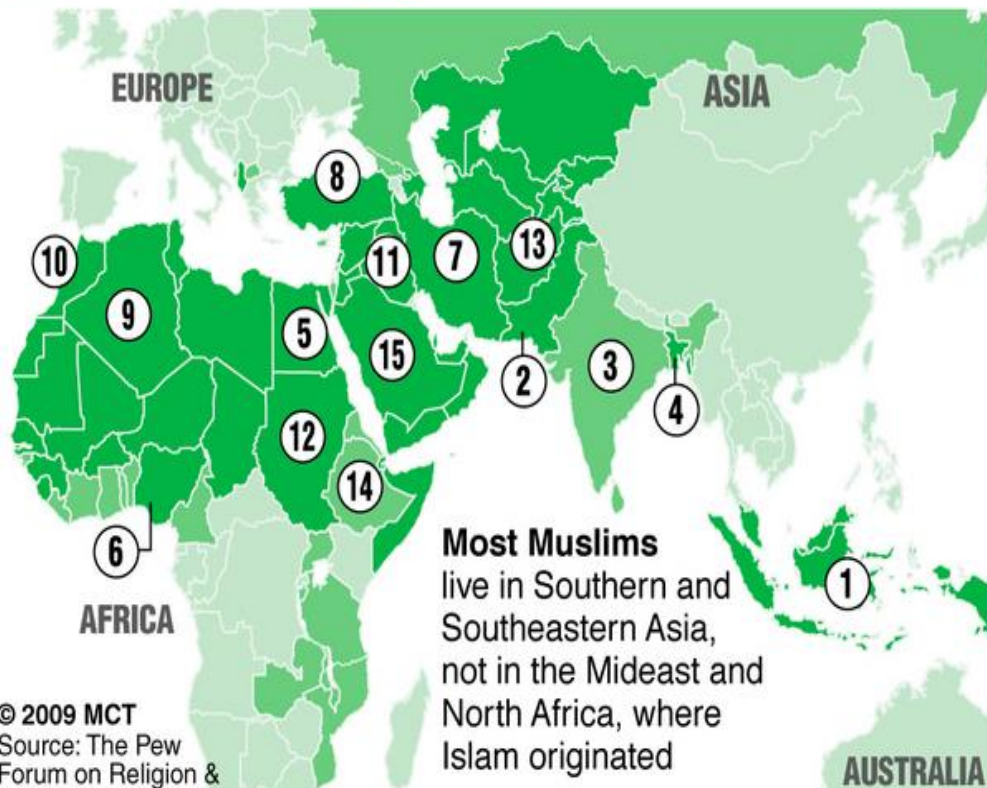 EUROPE
ASIA
8
10
11
7
13
9
5
15
2
3
4
12
14
6
1
AFRICA
Most Muslims
live in Southern and
Southeastern Asia,
not in the Mideast and
North Africa, where
Islam originated
© 2009 MCT
Source: The Pew
Forum on Religion &
AUSTRALIA